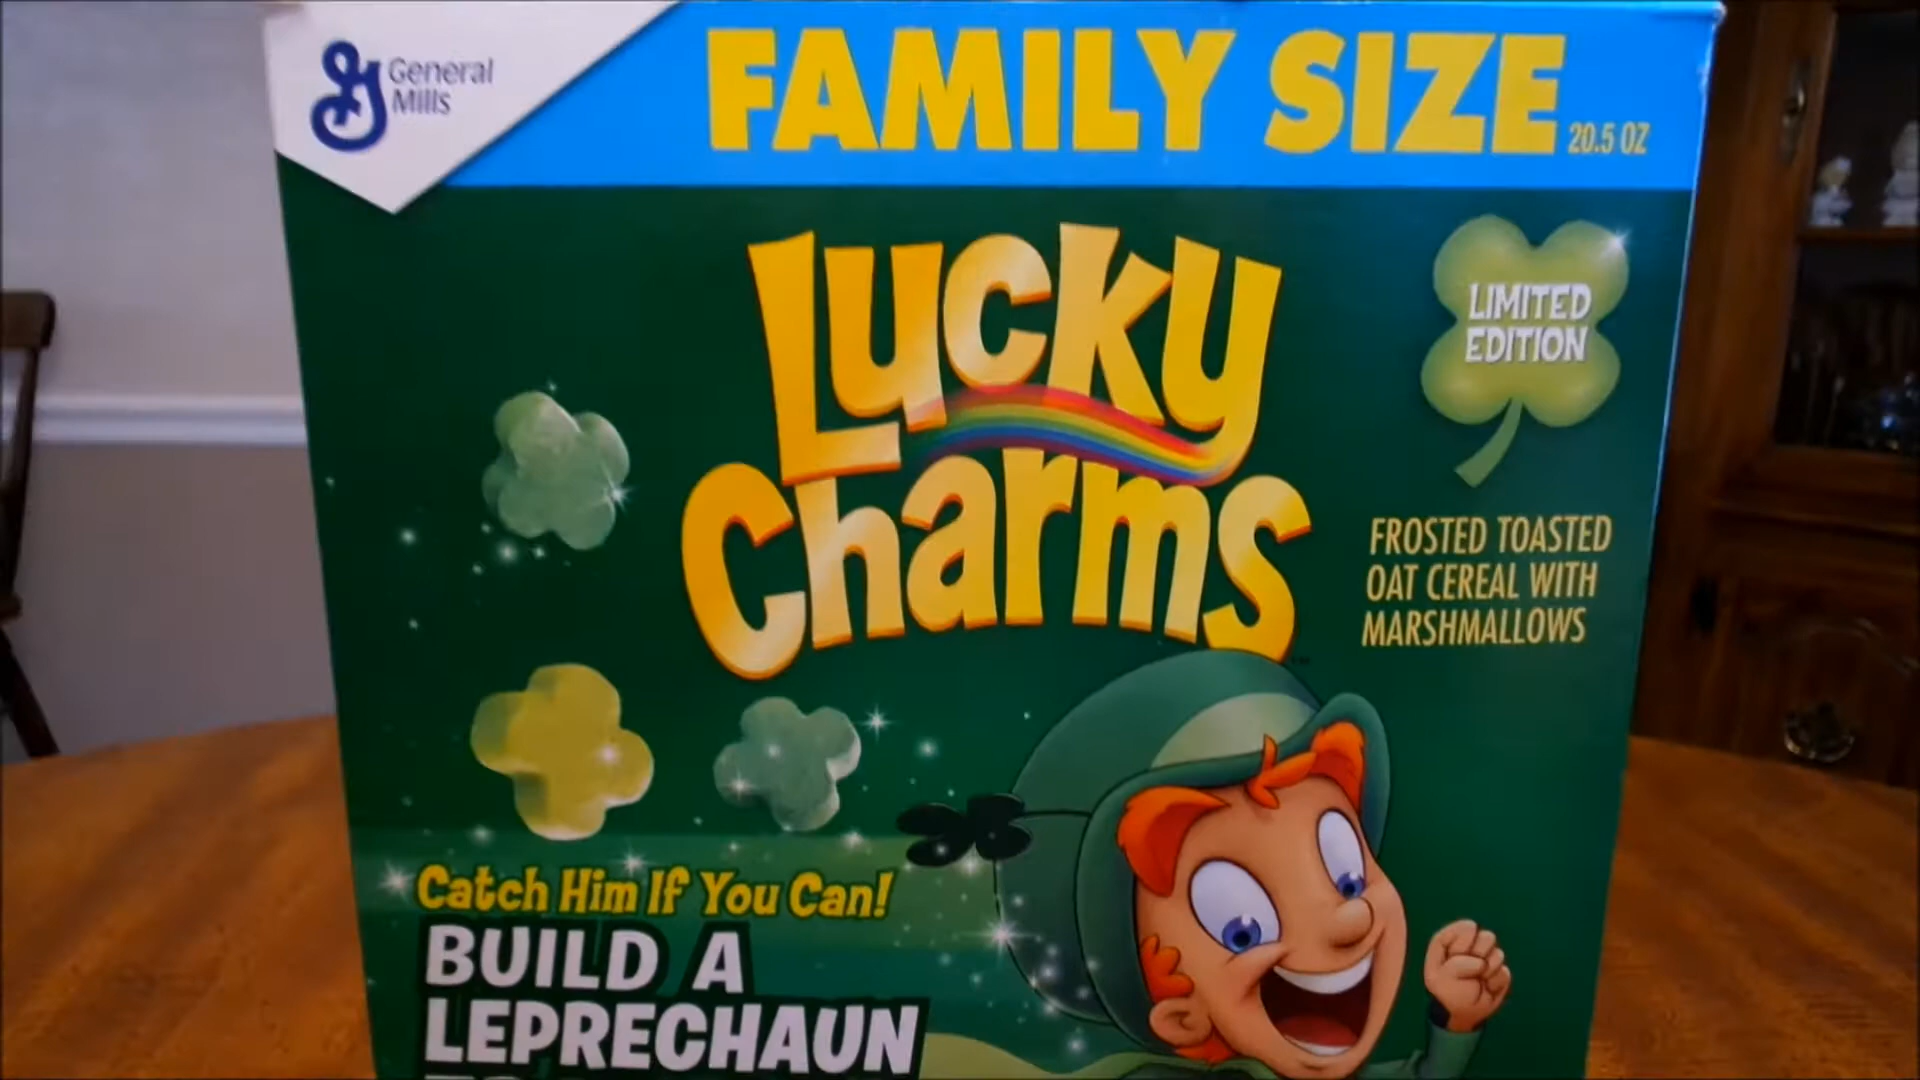 General
Mills
FAMILY SIZE
20.5 OZ
Lucky
Charms
LIMITED
EDITION
FROSTED TOASTED
OAT CEREAL WITH
MARSHMALLOWS
Catch Him If You Can!
BUILD A
LEPRECHAUN